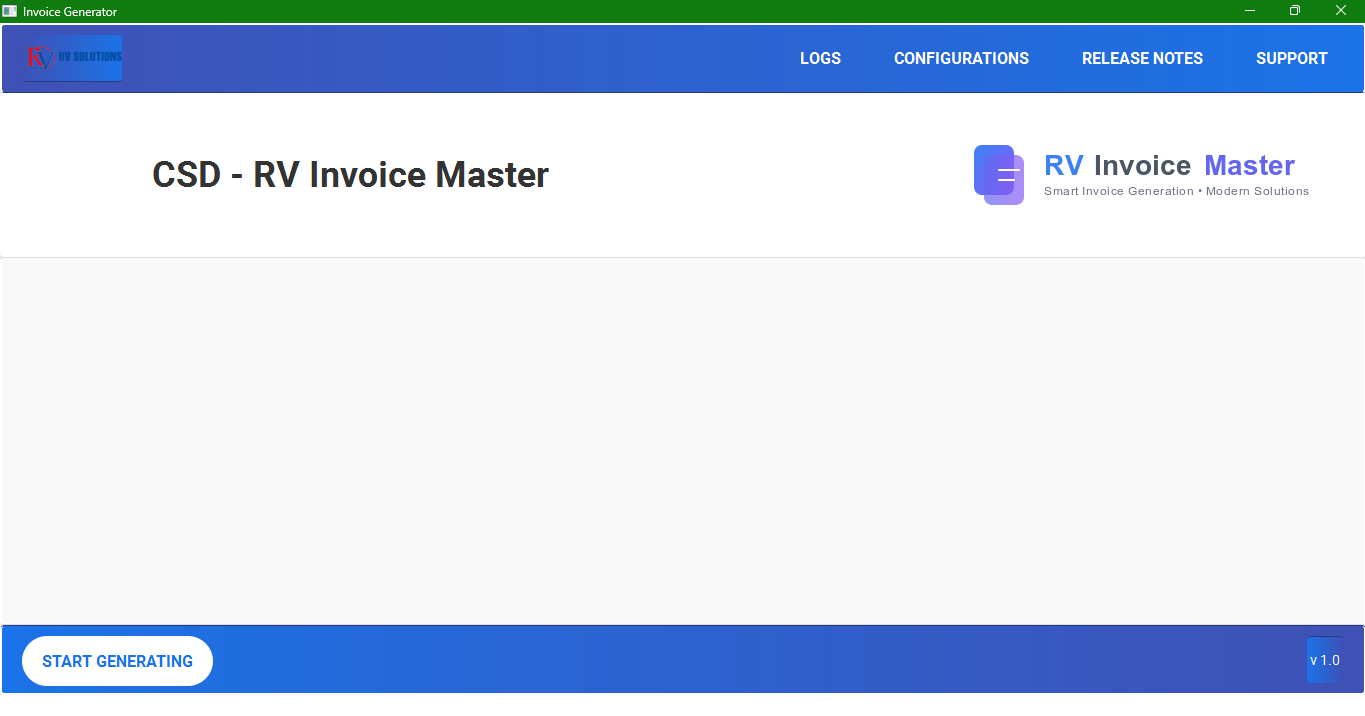 Invoice Generator
RV RV SOLUTIONS
LOGS CONFIGURATIONS RELEASE NOTES SUPPORT
CSD - RV Invoice Master
RV Invoice Master
Smart Invoice Generation • Modern Solutions
START GENERATING
v 1.0